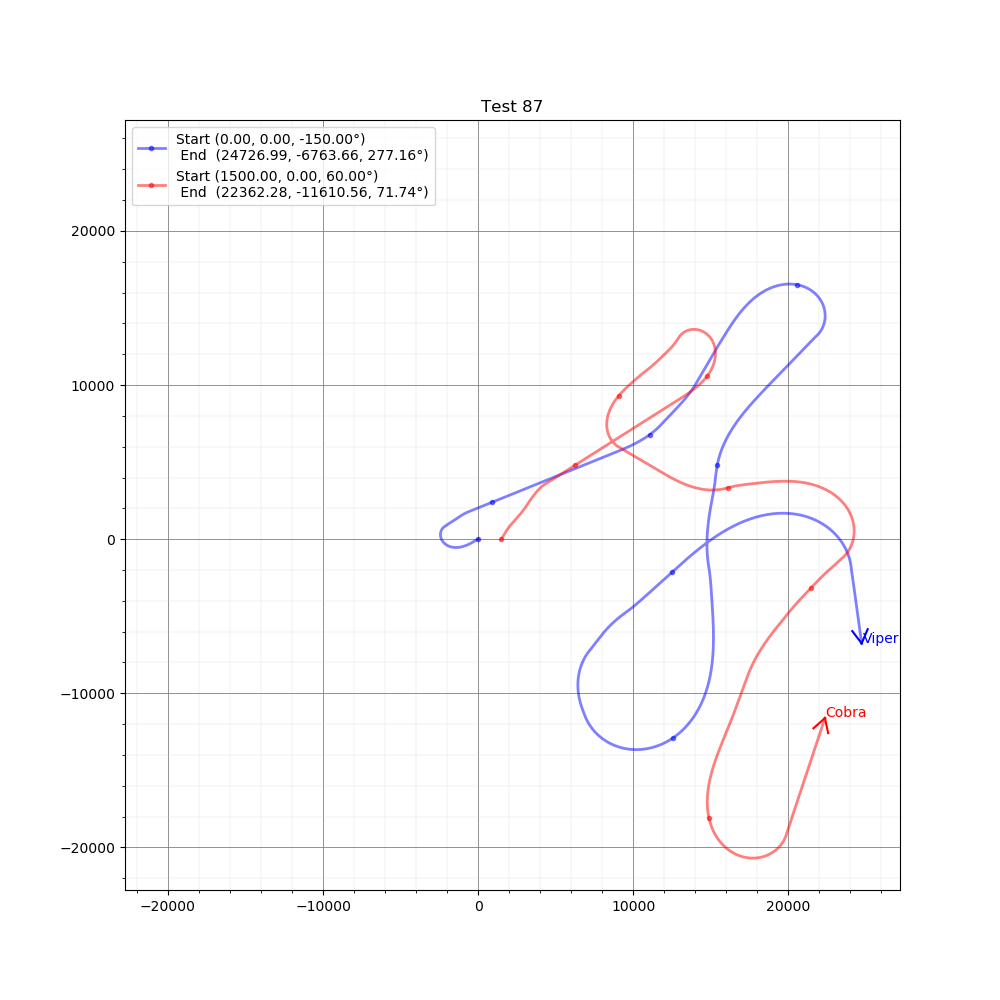 Test 87
Start (0.00, 0.00, -150.00°)
End  (24726.99, -6763.66, 277.16°)
Start (1500.00, 0.00, 60.00°)
End  (22362.28, -11610.56, 71.74°)
20000
10000
0
−10000
−20000
Viper
Cobra
−20000
−10000
0
10000
20000